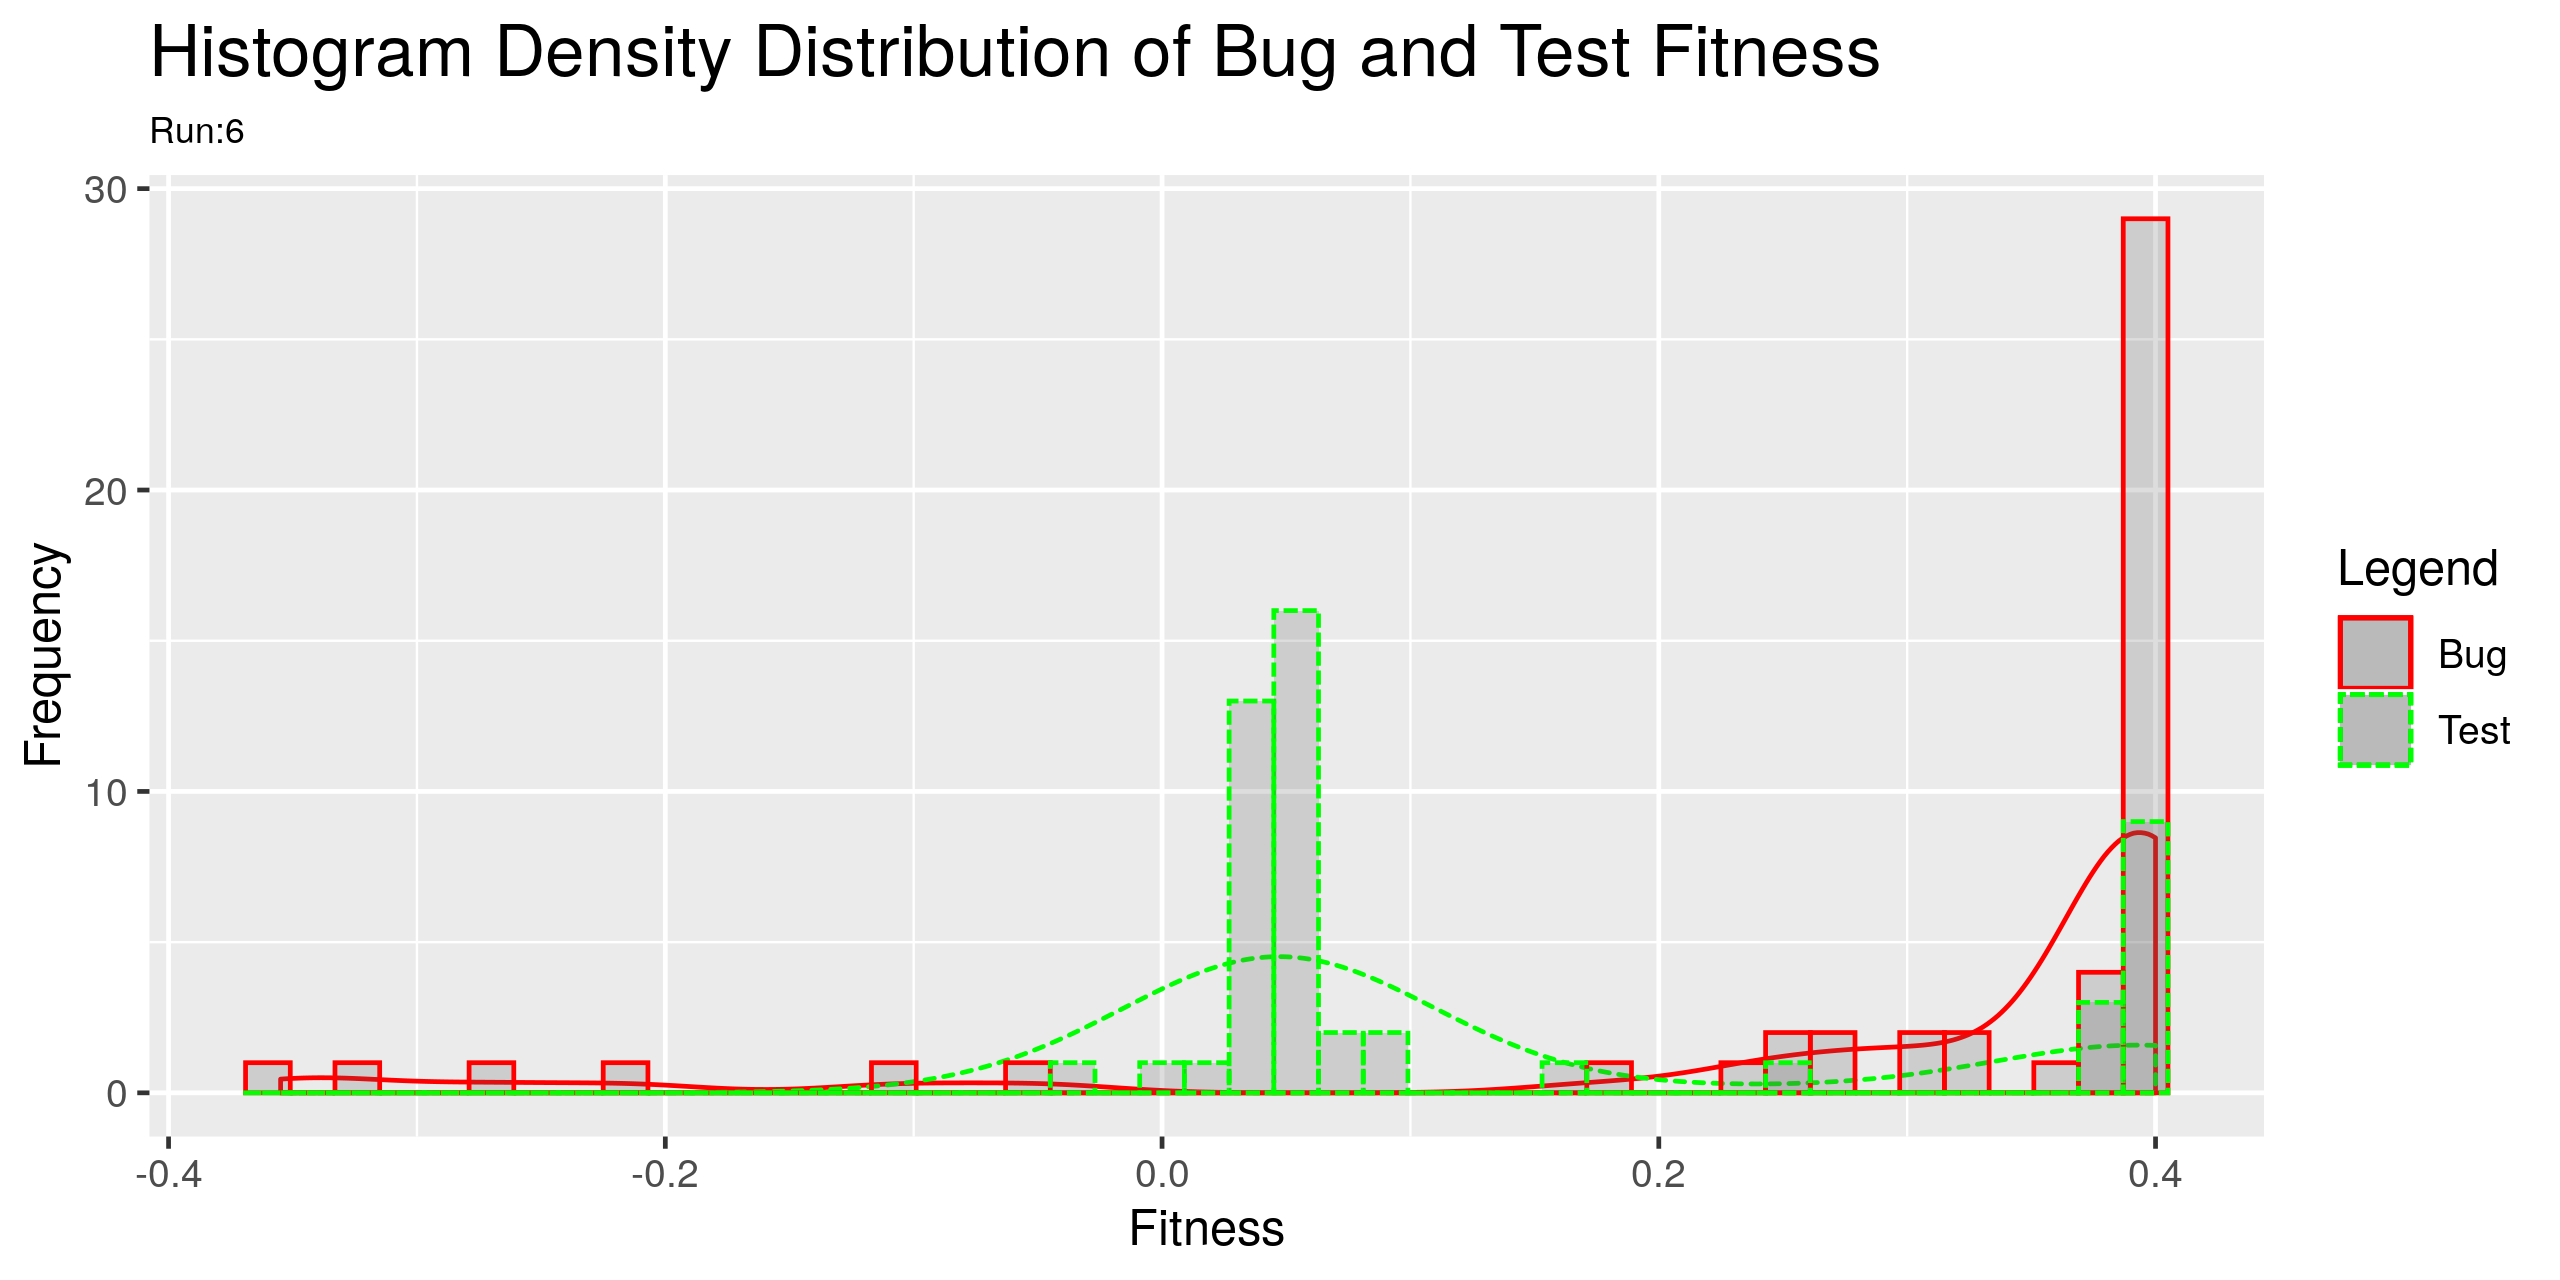 Histogram Density Distribution of Bug and Test Fitness
Run:6
30
20
10
0
Frequency
-0.4
-0.2
0.0
0.2
0.4
Fitness
Legend
Bug
Test